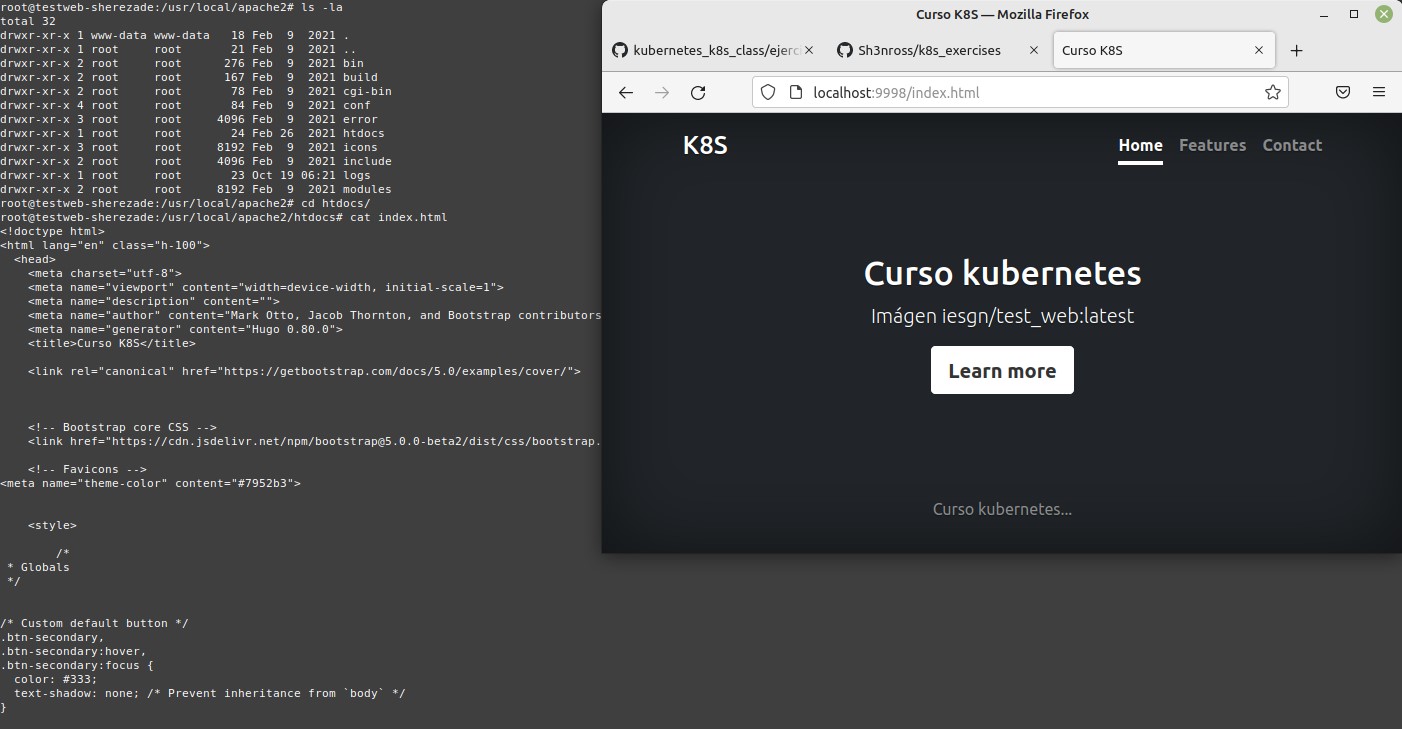 root@testweb-sherezade:/usr/local/apache2# ls -la
total 32
drwxr-xr-x 1 www-data www-data   18 Feb  9  2021 .
drwxr-xr-x 1 root     root       21 Feb  9  2021 ..
drwxr-xr-x 2 root     root      276 Feb  9  2021 bin
drwxr-xr-x 2 root     root      167 Feb  9  2021 build
drwxr-xr-x 2 root     root       78 Feb  9  2021 cgi-bin
drwxr-xr-x 4 root     root       84 Feb  9  2021 conf
drwxr-xr-x 3 root     root     4096 Feb  9  2021 error
drwxr-xr-x 1 root     root       24 Feb 26  2021 htdocs
drwxr-xr-x 3 root     root     8192 Feb  9  2021 icons
drwxr-xr-x 2 root     root     4096 Feb  9  2021 include
drwxr-xr-x 1 root     root       23 Oct 19 06:21 logs
drwxr-xr-x 2 root     root     8192 Feb  9  2021 modules
root@testweb-sherezade:/usr/local/apache2# cd htdocs/
root@testweb-sherezade:/usr/local/apache2/htdocs# cat index.html
<!doctype html>
<html lang="en" class="h-100">
  <head>
    <meta charset="utf-8">
    <meta name="viewport" content="width=device-width, initial-scale=1">
    <meta name="description" content="">
    <meta name="author" content="Mark Otto, Jacob Thornton, and Bootstrap contributors
    <meta name="generator" content="Hugo 0.80.0">
    <title>Curso K8S</title>
    <link rel="canonical" href="https://getbootstrap.com/docs/5.0/examples/cover/">
    <!-- Bootstrap core CSS -->
    <link href="https://cdn.jsdelivr.net/npm/bootstrap@5.0.0-beta2/dist/css/bootstrap.
    <!-- Favicons -->
<meta name="theme-color" content="#7952b3">
    <style>
        /*
 * Globals
 */
/* Custom default button */
.btn-secondary,
.btn-secondary:hover,
.btn-secondary:focus {
  color: #333;
  text-shadow: none; /* Prevent inheritance from `body` */
}
Curso K8S — Mozilla Firefox
kubernetes_k8s_class/ejerc
Sh3nross/k8s_exercises
Curso K8S
localhost:9998/index.html
K8S
Home Features Contact
Curso kubernetes
Imágen iesgn/test_web:latest
Learn more
Curso kubernetes...